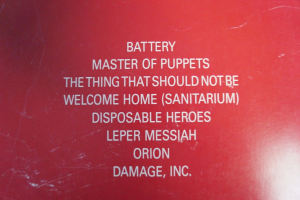 BATTERY
MASTER OF PUPPETS
THE THING THAT SHOULD NOT BE
WELCOME HOME (SANITARIUM)
DISPOSABLE HEROES
LEPER MESSIAH
ORION
DAMAGE, INC.